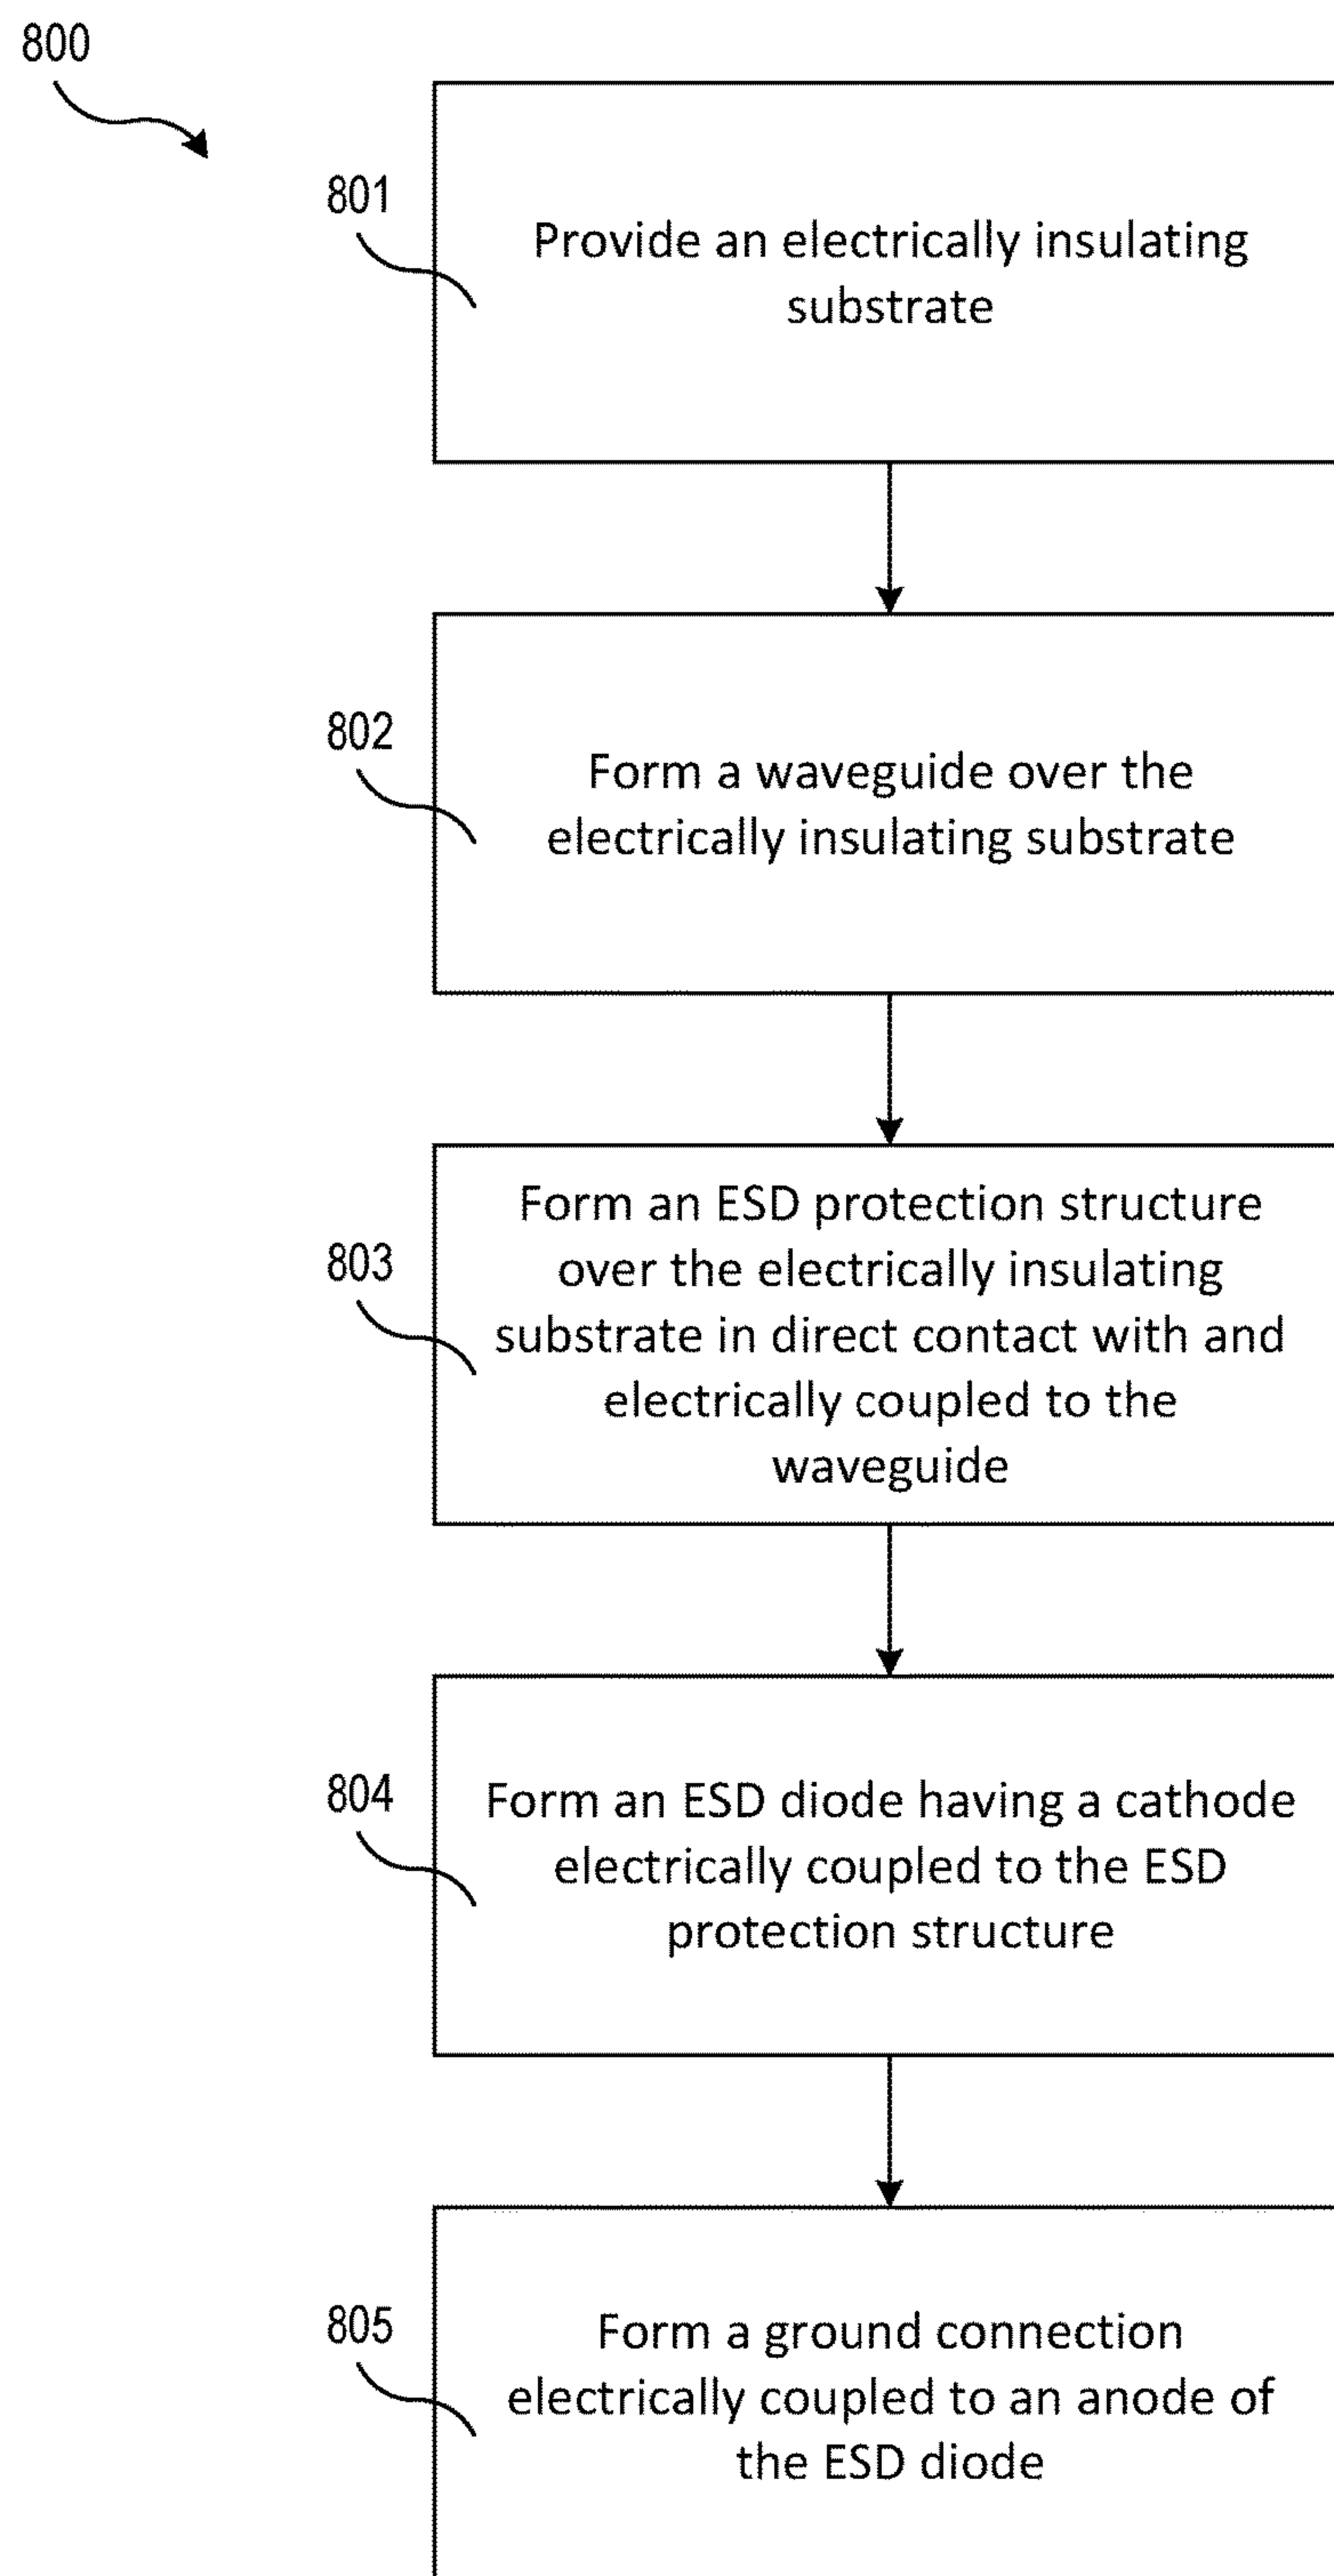 800
801
Provide an electrically insulating
substrate
802
Form a waveguide over the
electrically insulating substrate
803
Form an ESD protection structure
over the electrically insulating
substrate in direct contact with and
electrically coupled to the
waveguide
804
Form an ESD diode having a cathode
electrically coupled to the ESD
protection structure
805
Form a ground connection
electrically coupled to an anode of
the ESD diode